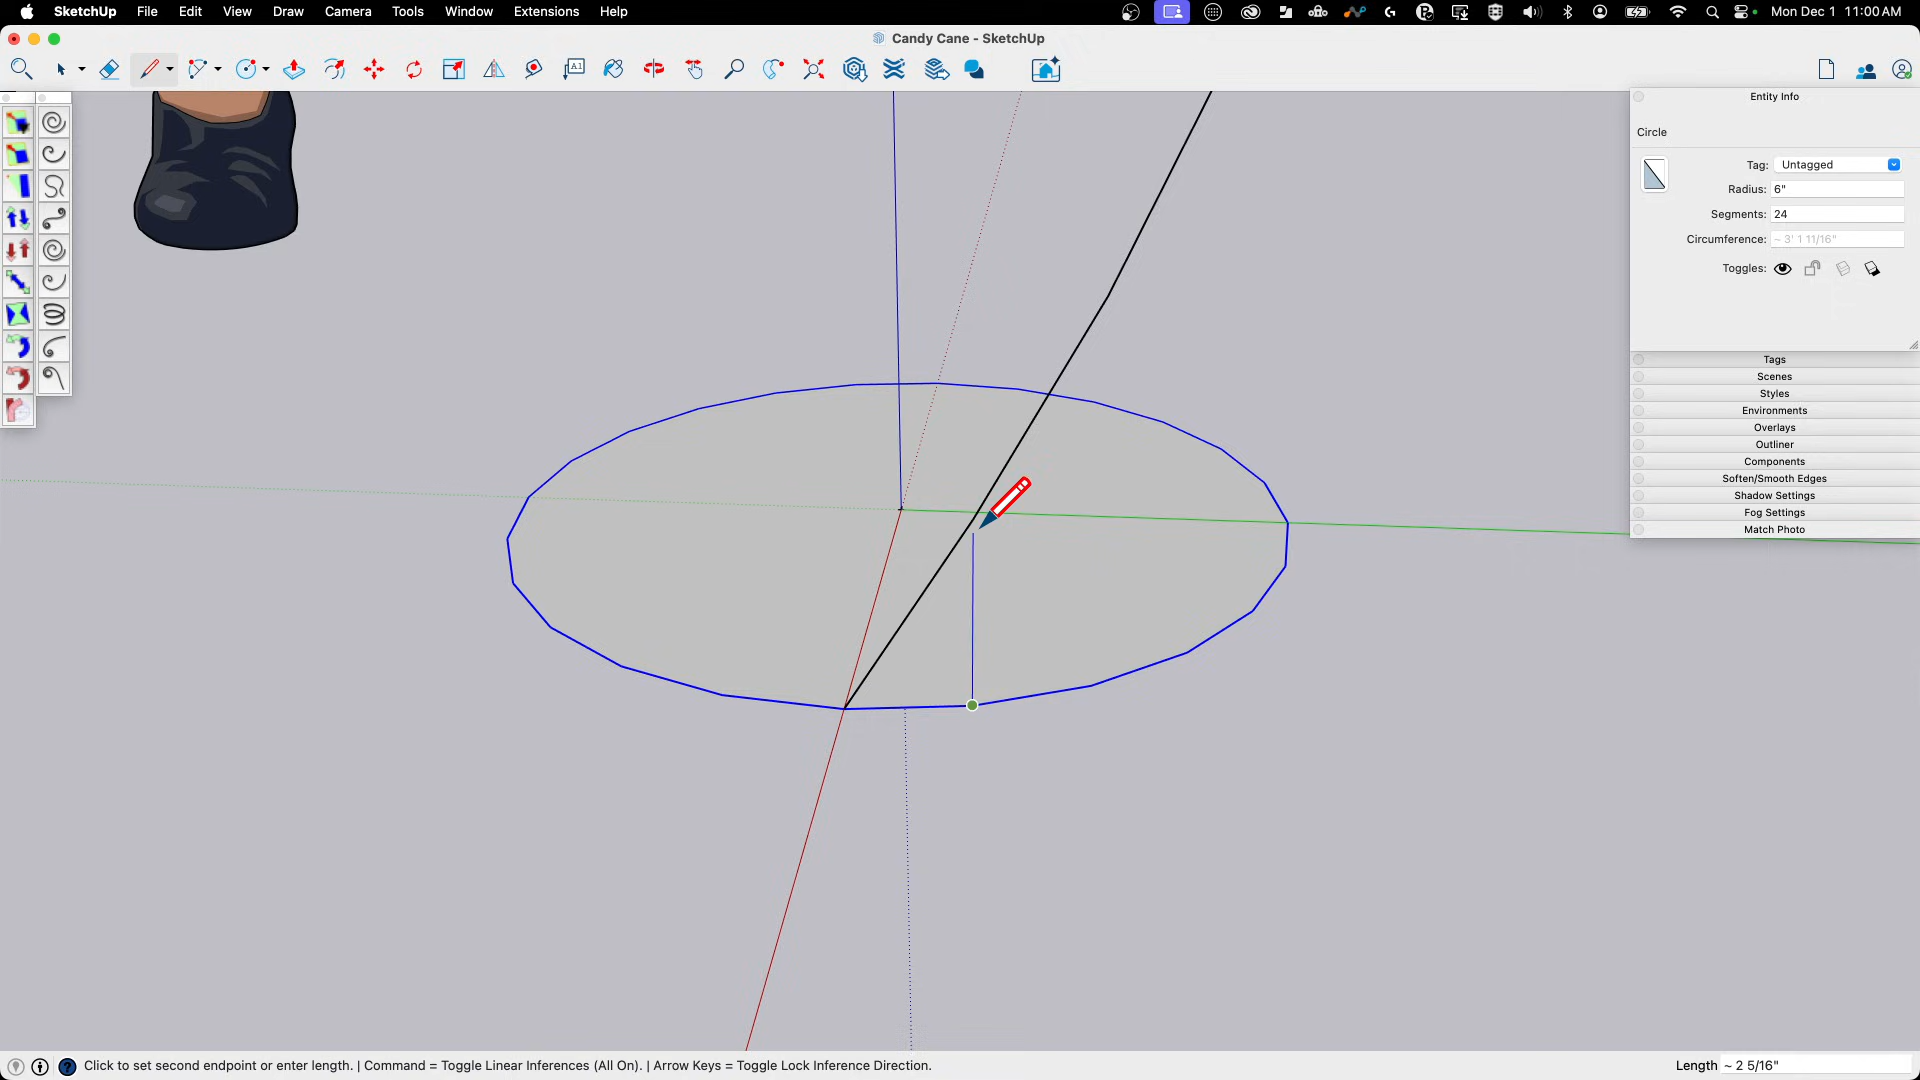 SketchUp File Edit View Draw Camera Tools Window Extensions Help Mon Dec 1 11:00 AM
Candy Cane - SketchUp
A1
Entity Info
Circle
Tag: Untagged
Radius: 6"
Segments: 24
Circumference: ~ 3' 1 11/16"
Toggles:
Tags
Scenes
Styles
Environments
Overlays
Outliner
Components
Soften/Smooth Edges
Shadow Settings
Fog Settings
Match Photo
Click to set second endpoint or enter length. | Command = Toggle Linear Inferences (All On). | Arrow Keys = Toggle Lock Inference Direction.
Length ~ 2 5/16"